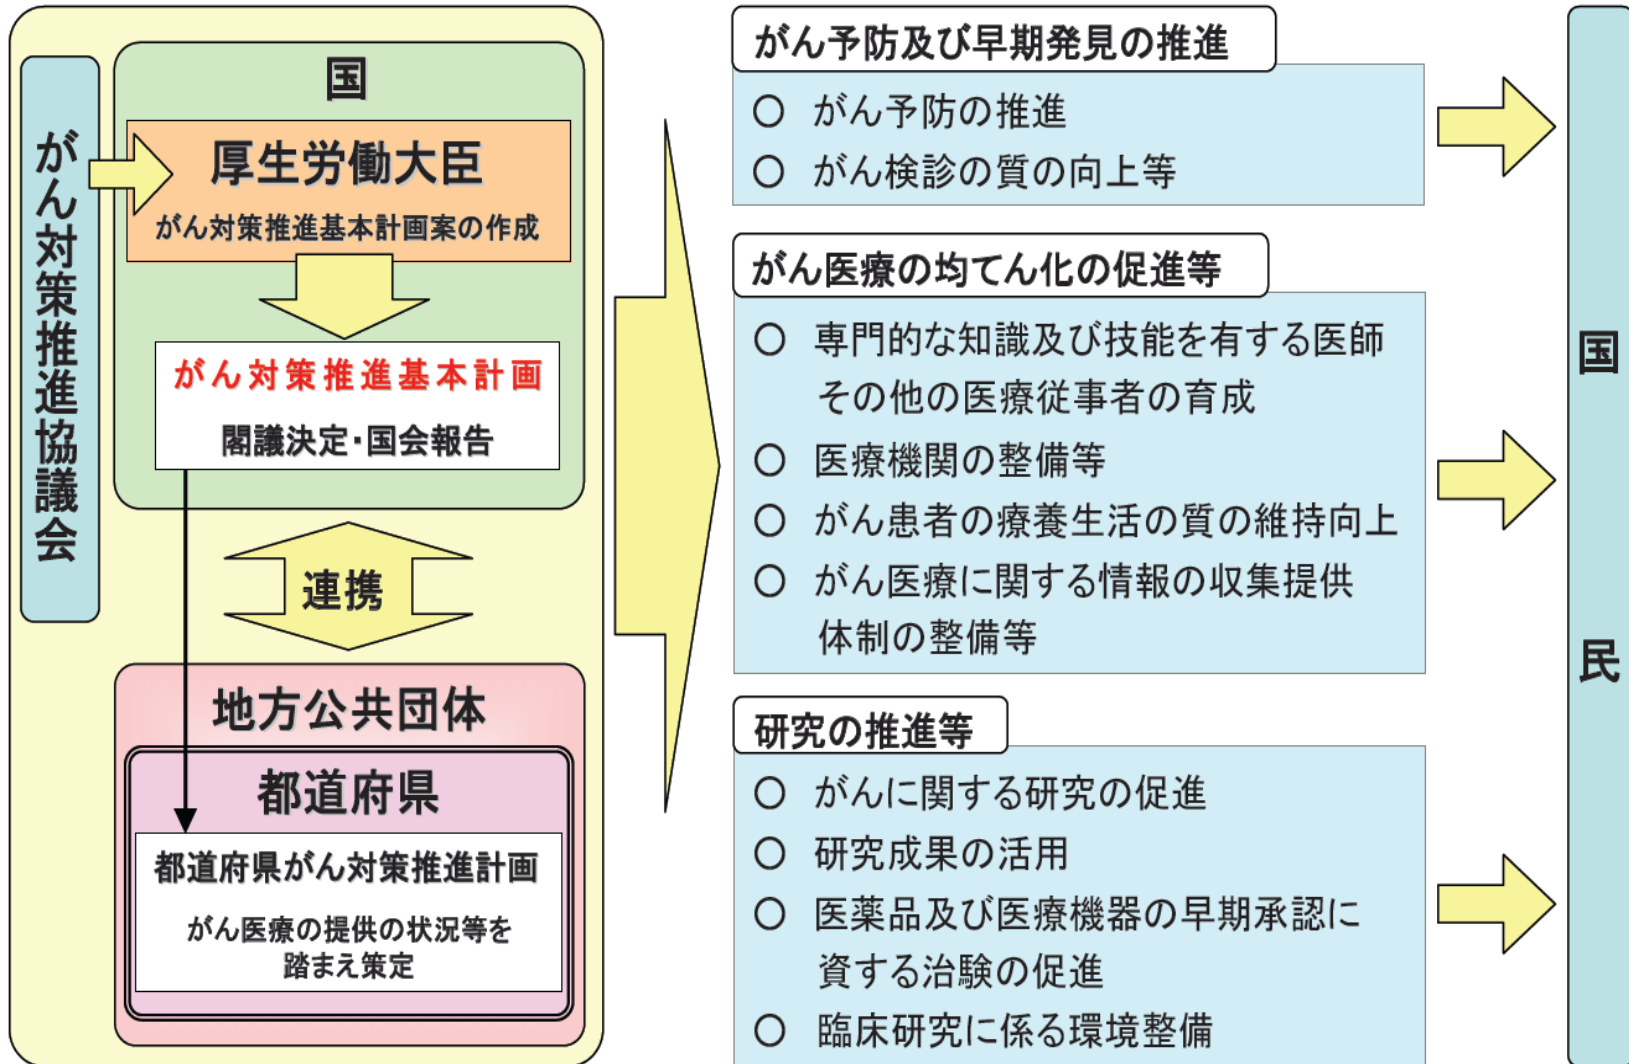 がん対策推進協議会
国
厚生労働大臣
がん対策推進基本計画案の作成
がん対策推進基本計画
閣議決定・国会報告
連携
地方公共団体
都道府県
都道府県がん対策推進計画
がん医療の提供の状況等を
踏まえ策定
がん予防及び早期発見の推進
○ がん予防の推進
○ がん検診の質の向上等
がん医療の均てん化の促進等
○ 専門的な知識及び技能を有する医師
その他の医療従事者の育成
○ 医療機関の整備等
○ がん患者の療養生活の質の維持向上
○ がん医療に関する情報の収集提供
体制の整備等
研究の推進等
○ がんに関する研究の促進
○ 研究成果の活用
○ 医薬品及び医療機器の早期承認に
資する治験の促進
○ 臨床研究に係る環境整備
国民